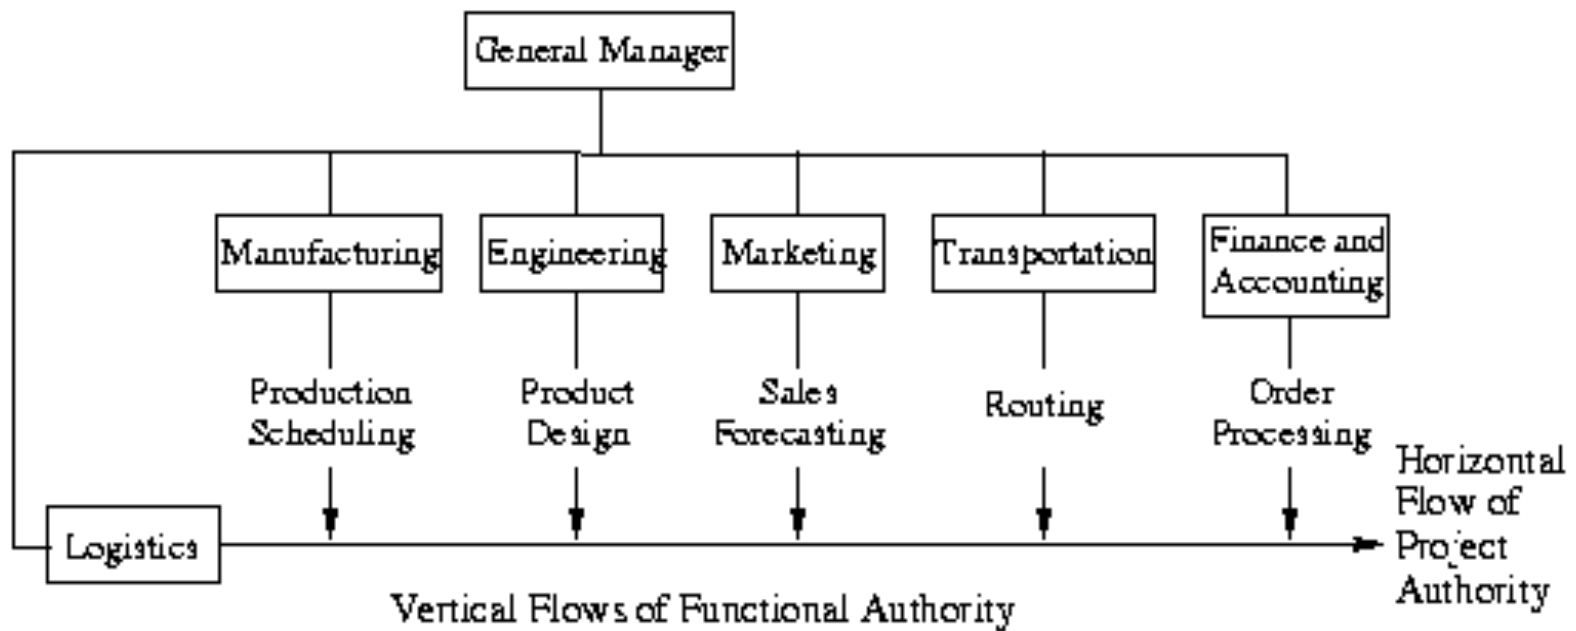 General Manager
Manufacturing
Engineering
Marketing
Transportation
Finance and
Accounting
Production
Scheduling
Product
Design
Sales
Forecasting
Routing
Order
Processing
Logistics
Horizontal
Flow of
Project
Authority
Vertical Flows of Functional Authority